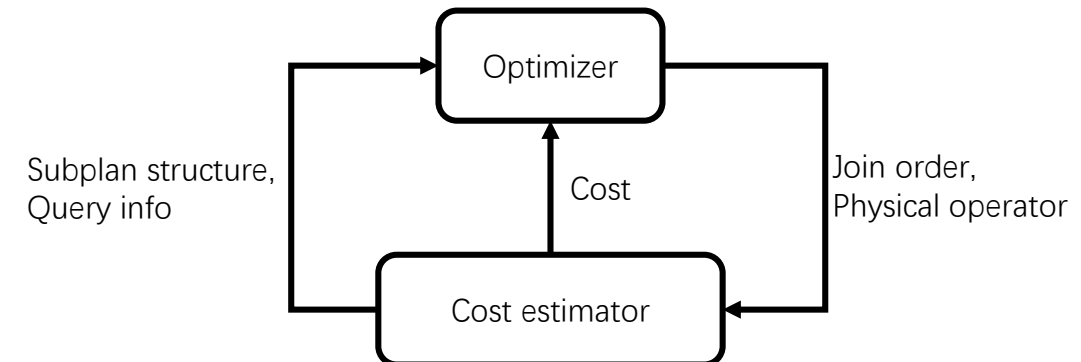 Optimizer
Subplan structure,
Query info
Cost
Join order,
Physical operator
Cost estimator